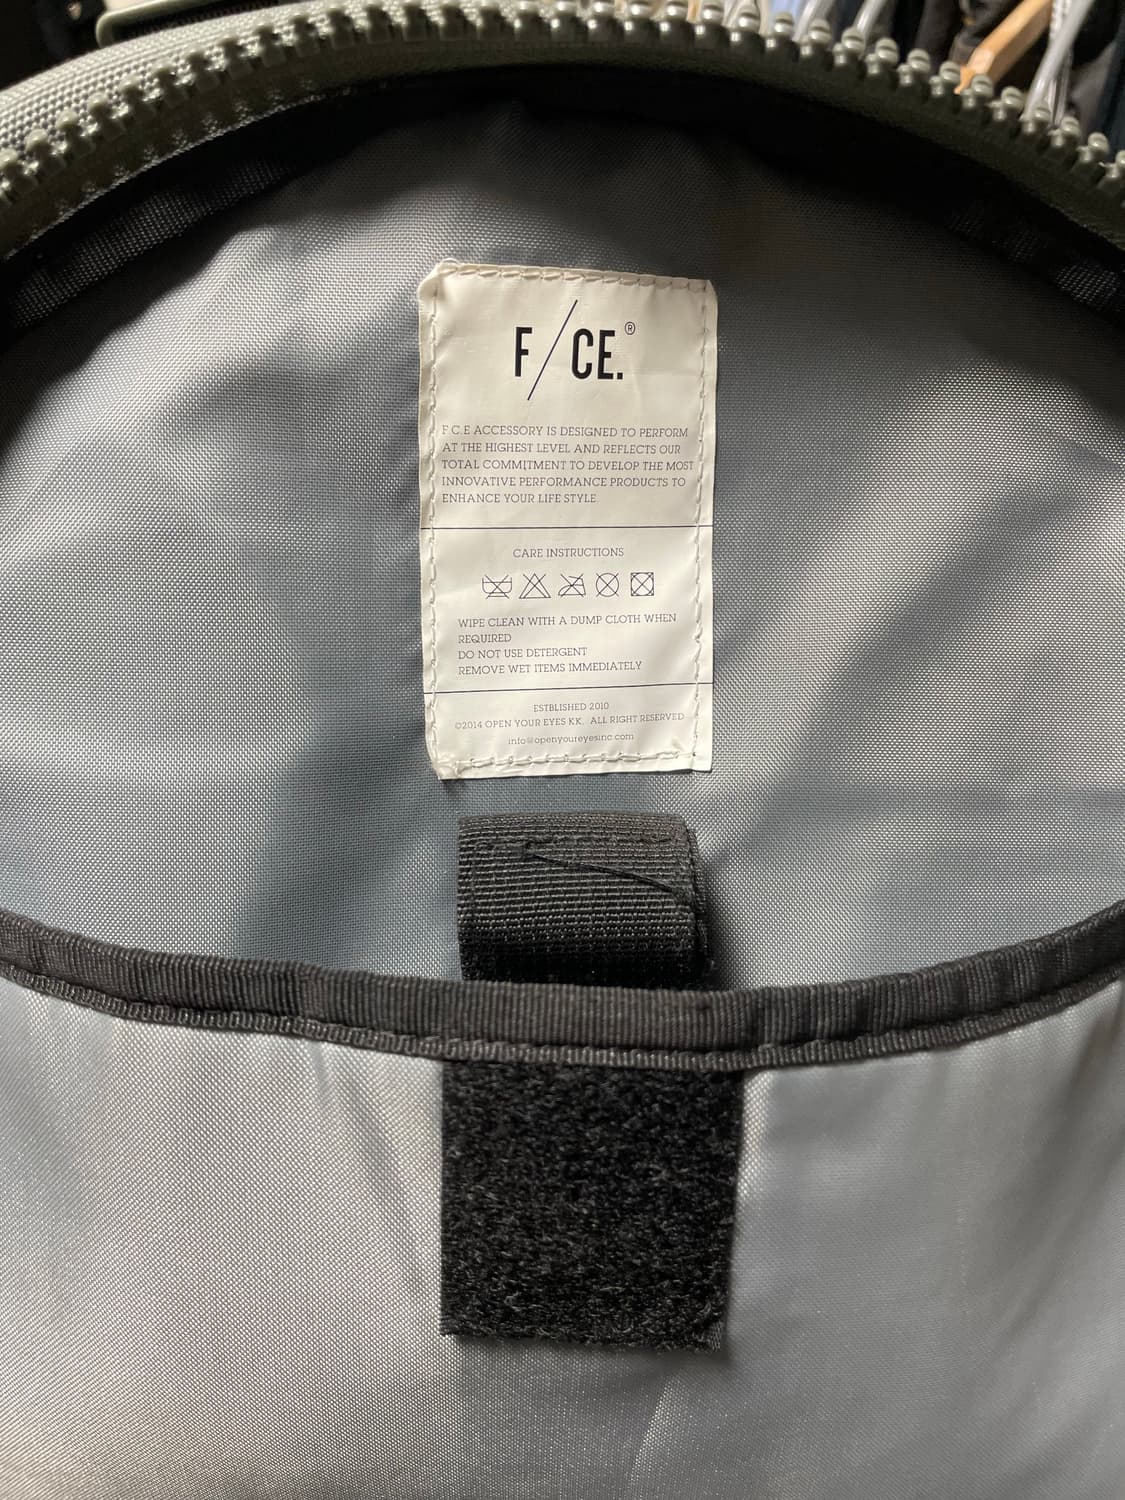 F/CE.®
F.C.E ACCESSORY IS DESIGNED TO PERFORM
AT THE HIGHEST LEVEL AND REFLECTS OUR
TOTAL COMMITMENT TO DEVELOP THE MOST
INNOVATIVE PERFORMANCE PRODUCTS TO
ENHANCE YOUR LIFE STYLE.
CARE INSTRUCTIONS
WIPE CLEAN WITH A DUMP CLOTH WHEN
REQUIRED
DO NOT USE DETERGENT
REMOVE WET ITEMS IMMEDIATELY
ESTBLISHED 2010
©2014 OPEN YOUR EYES KK. ALL RIGHT RESERVED
info@openyoureyesinc.com